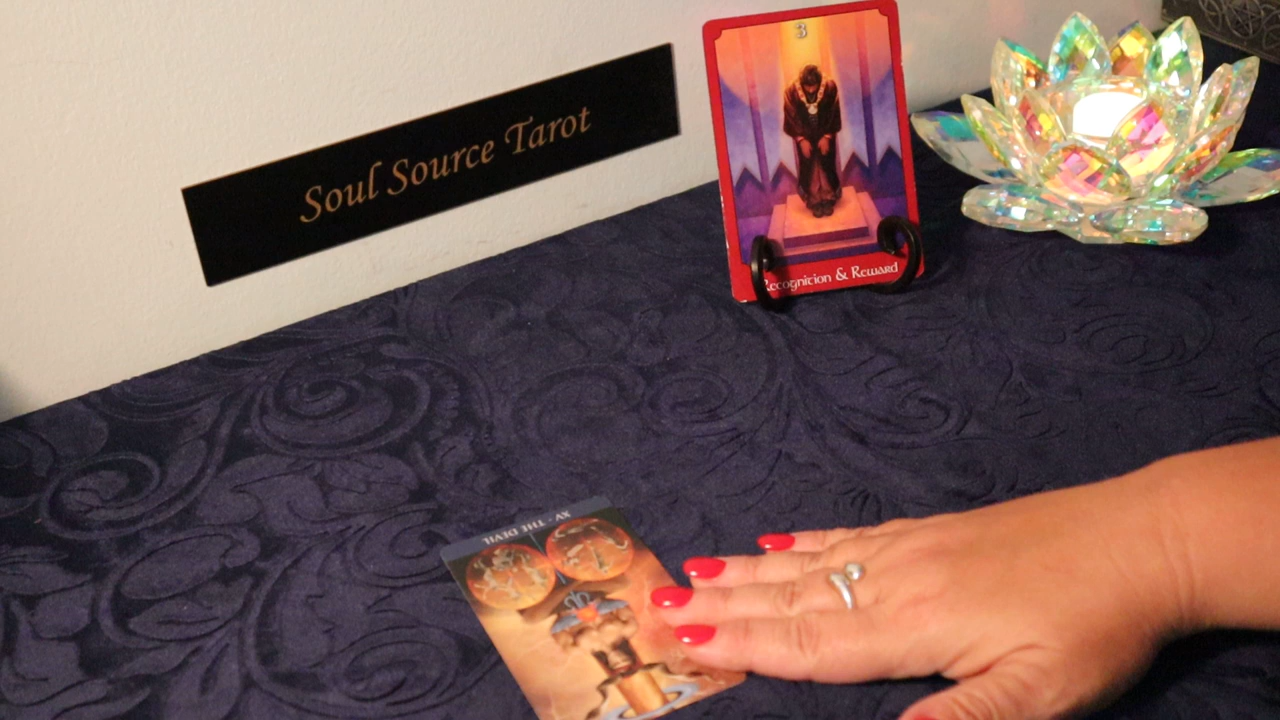 Soul Source Tarot
3
Recognition & Reward
XV - THE DEVIL